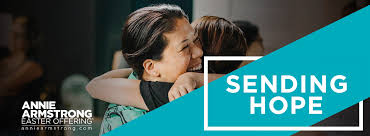 ANNIE
ARMSTRONG
EASTER OFFERING
anniearmstrong.com
SENDING
HOPE